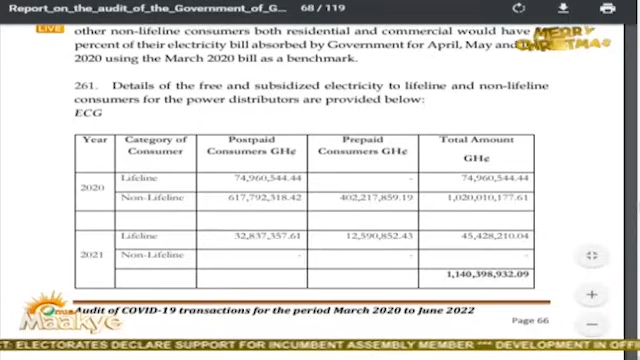 Report_on_the_audit_of_the_Government_of_G...
68 / 119
LIVE
MERRY
CHRISTMAS
other non-lifeline consumers both residential and commercial would have
percent of their electricity bill absorbed by Government for April, May and
2020 using the March 2020 bill as a benchmark.
261. Details of the free and subsidized electricity to lifeline and non-lifeline
consumers for the power distributors are provided below:
ECG
Year Category of Consumer Postpaid Consumers GH¢ Prepaid Consumers GH¢ Total Amount GH¢
2020 Lifeline 74,960,544.44 - 74,960,544.44
Non-Lifeline 617,792,318.42 402,217,859.19 1,020,010,177.61
2021 Lifeline 32,837,357.61 12,590,852.43 45,428,210.04
Non-Lifeline - - -
1,140,398,932.09
Audit of COVID-19 transactions for the period March 2020 to June 2022
Page 66
Onua
Maakye
CT: ELECTORATES DECLARE SUPPORT FOR INCUMBENT ASSEMBLY MEMBER *** DEVELOPMENT IN OFFI